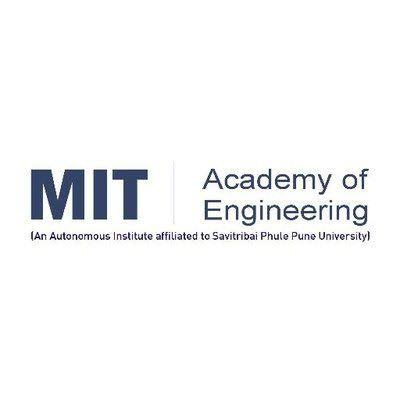 MIT
Academy of
Engineering
(An Autonomous Institute affiliated to Savitribai Phule Pune University)